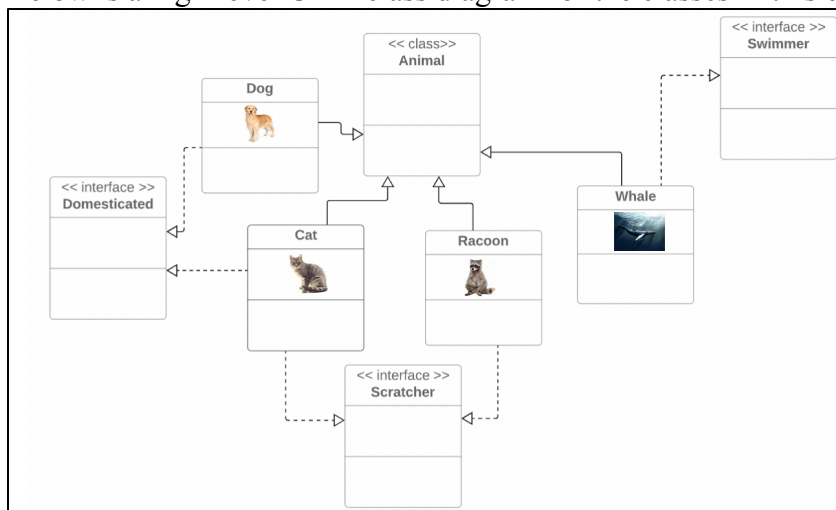 << interface >>
Swimmer
<< class>>
Animal
Dog
<< interface >>
Domesticated
Whale
Cat
Racoon
<< interface >>
Scratcher